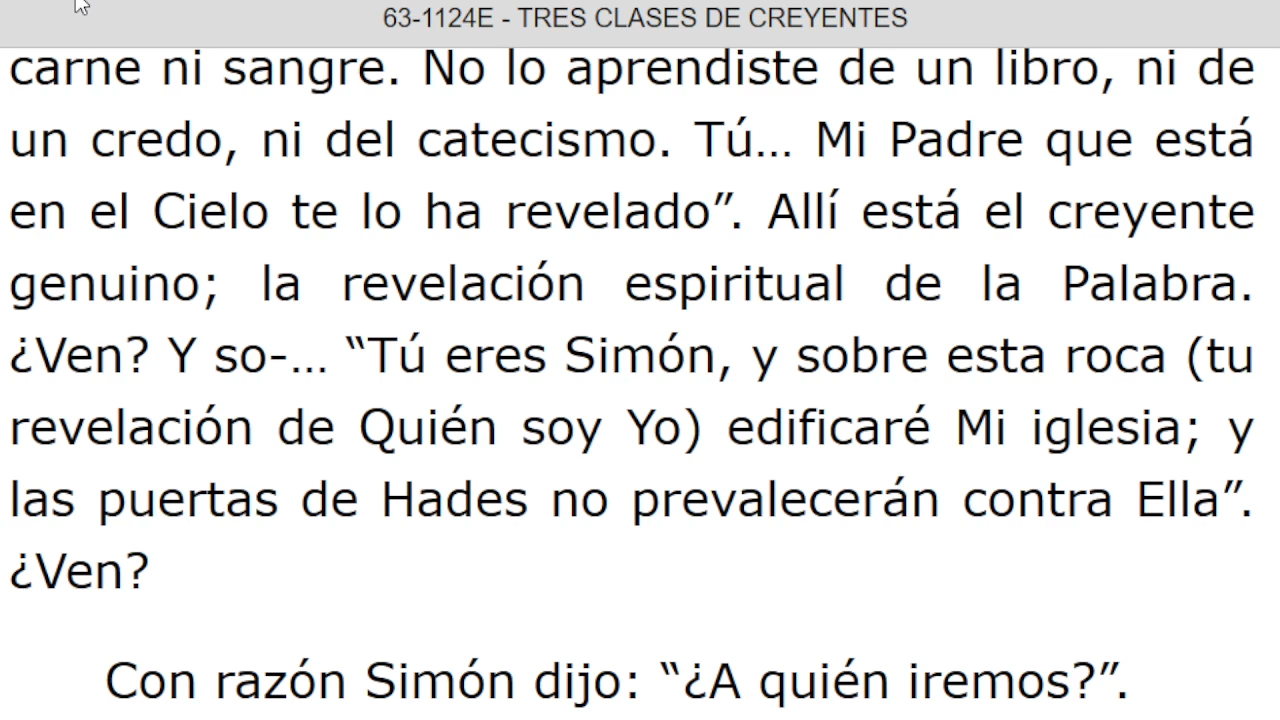 63-1124E - TRES CLASES DE CREYENTES
carne ni sangre. No lo aprendiste de un libro, ni de
un credo, ni del catecismo. Tú... Mi Padre que está
en el Cielo te lo ha revelado”. Allí está el creyente
genuino; la revelación espiritual de la Palabra.
¿Ven? Y so-... “Tú eres Simón, y sobre esta roca (tu
revelación de Quién soy Yo) edificaré Mi iglesia; y
las puertas de Hades no prevalecerán contra Ella”.
¿Ven?
Con razón Simón dijo: “¿A quién iremos?”.